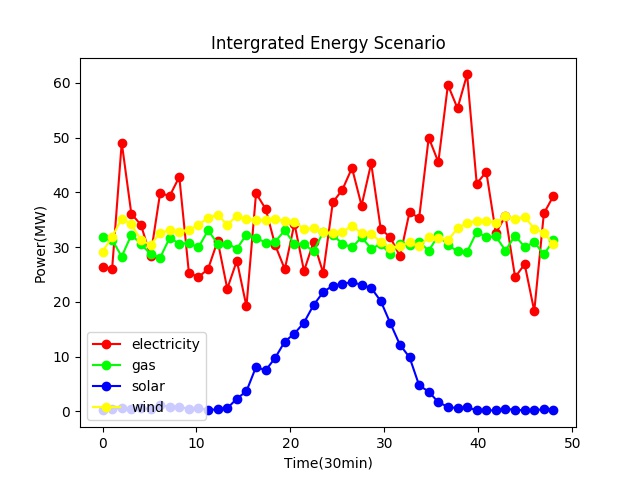 Intergrated Energy Scenario
Power(MW)
60
50
40
30
20
10
0
electricity
gas
solar
wind
0 10 20 30 40 50
Time(30min)